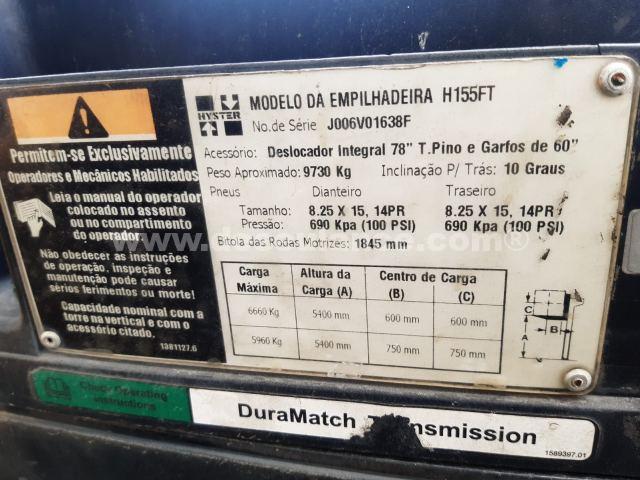 HYSTER
MODELO DA EMPILHADEIRA H155FT
No.de Série J006V01638F
Acessório: Deslocador Integral 78" T.Pino e Garfos de 60"
Peso Aproximado: 9730 Kg Inclinação P/ Trás: 10 Graus
Pneus Dianteiro Traseiro
Tamanho: 8.25 X 15, 14PR 8.25 X 15, 14PR
Pressão: 690 Kpa (100 PSI) 690 Kpa (100 PSI)
Bitola das Rodas Motrizes: 1845 mm
Carga Máxima Altura da Carga (A) Centro de Carga (B) (C)
6660 Kg 5400 mm 600 mm 600 mm
5960 Kg 5400 mm 750 mm 750 mm
C
B
A
Permitem-se Exclusivamente
Operadores e Mecânicos Habilitados
Leia o manual do operador
colocado no assento
ou no compartimento
do operador.
Não obedecer as instruções
de operação, inspeção e
manutenção pode causar
sérios ferimentos ou morte!
Capacidade nominal com a
torre na vertical e com o
acessório citado.
1381127.6
Check Operating
Instructions
DuraMatch Transmission
1589397.01